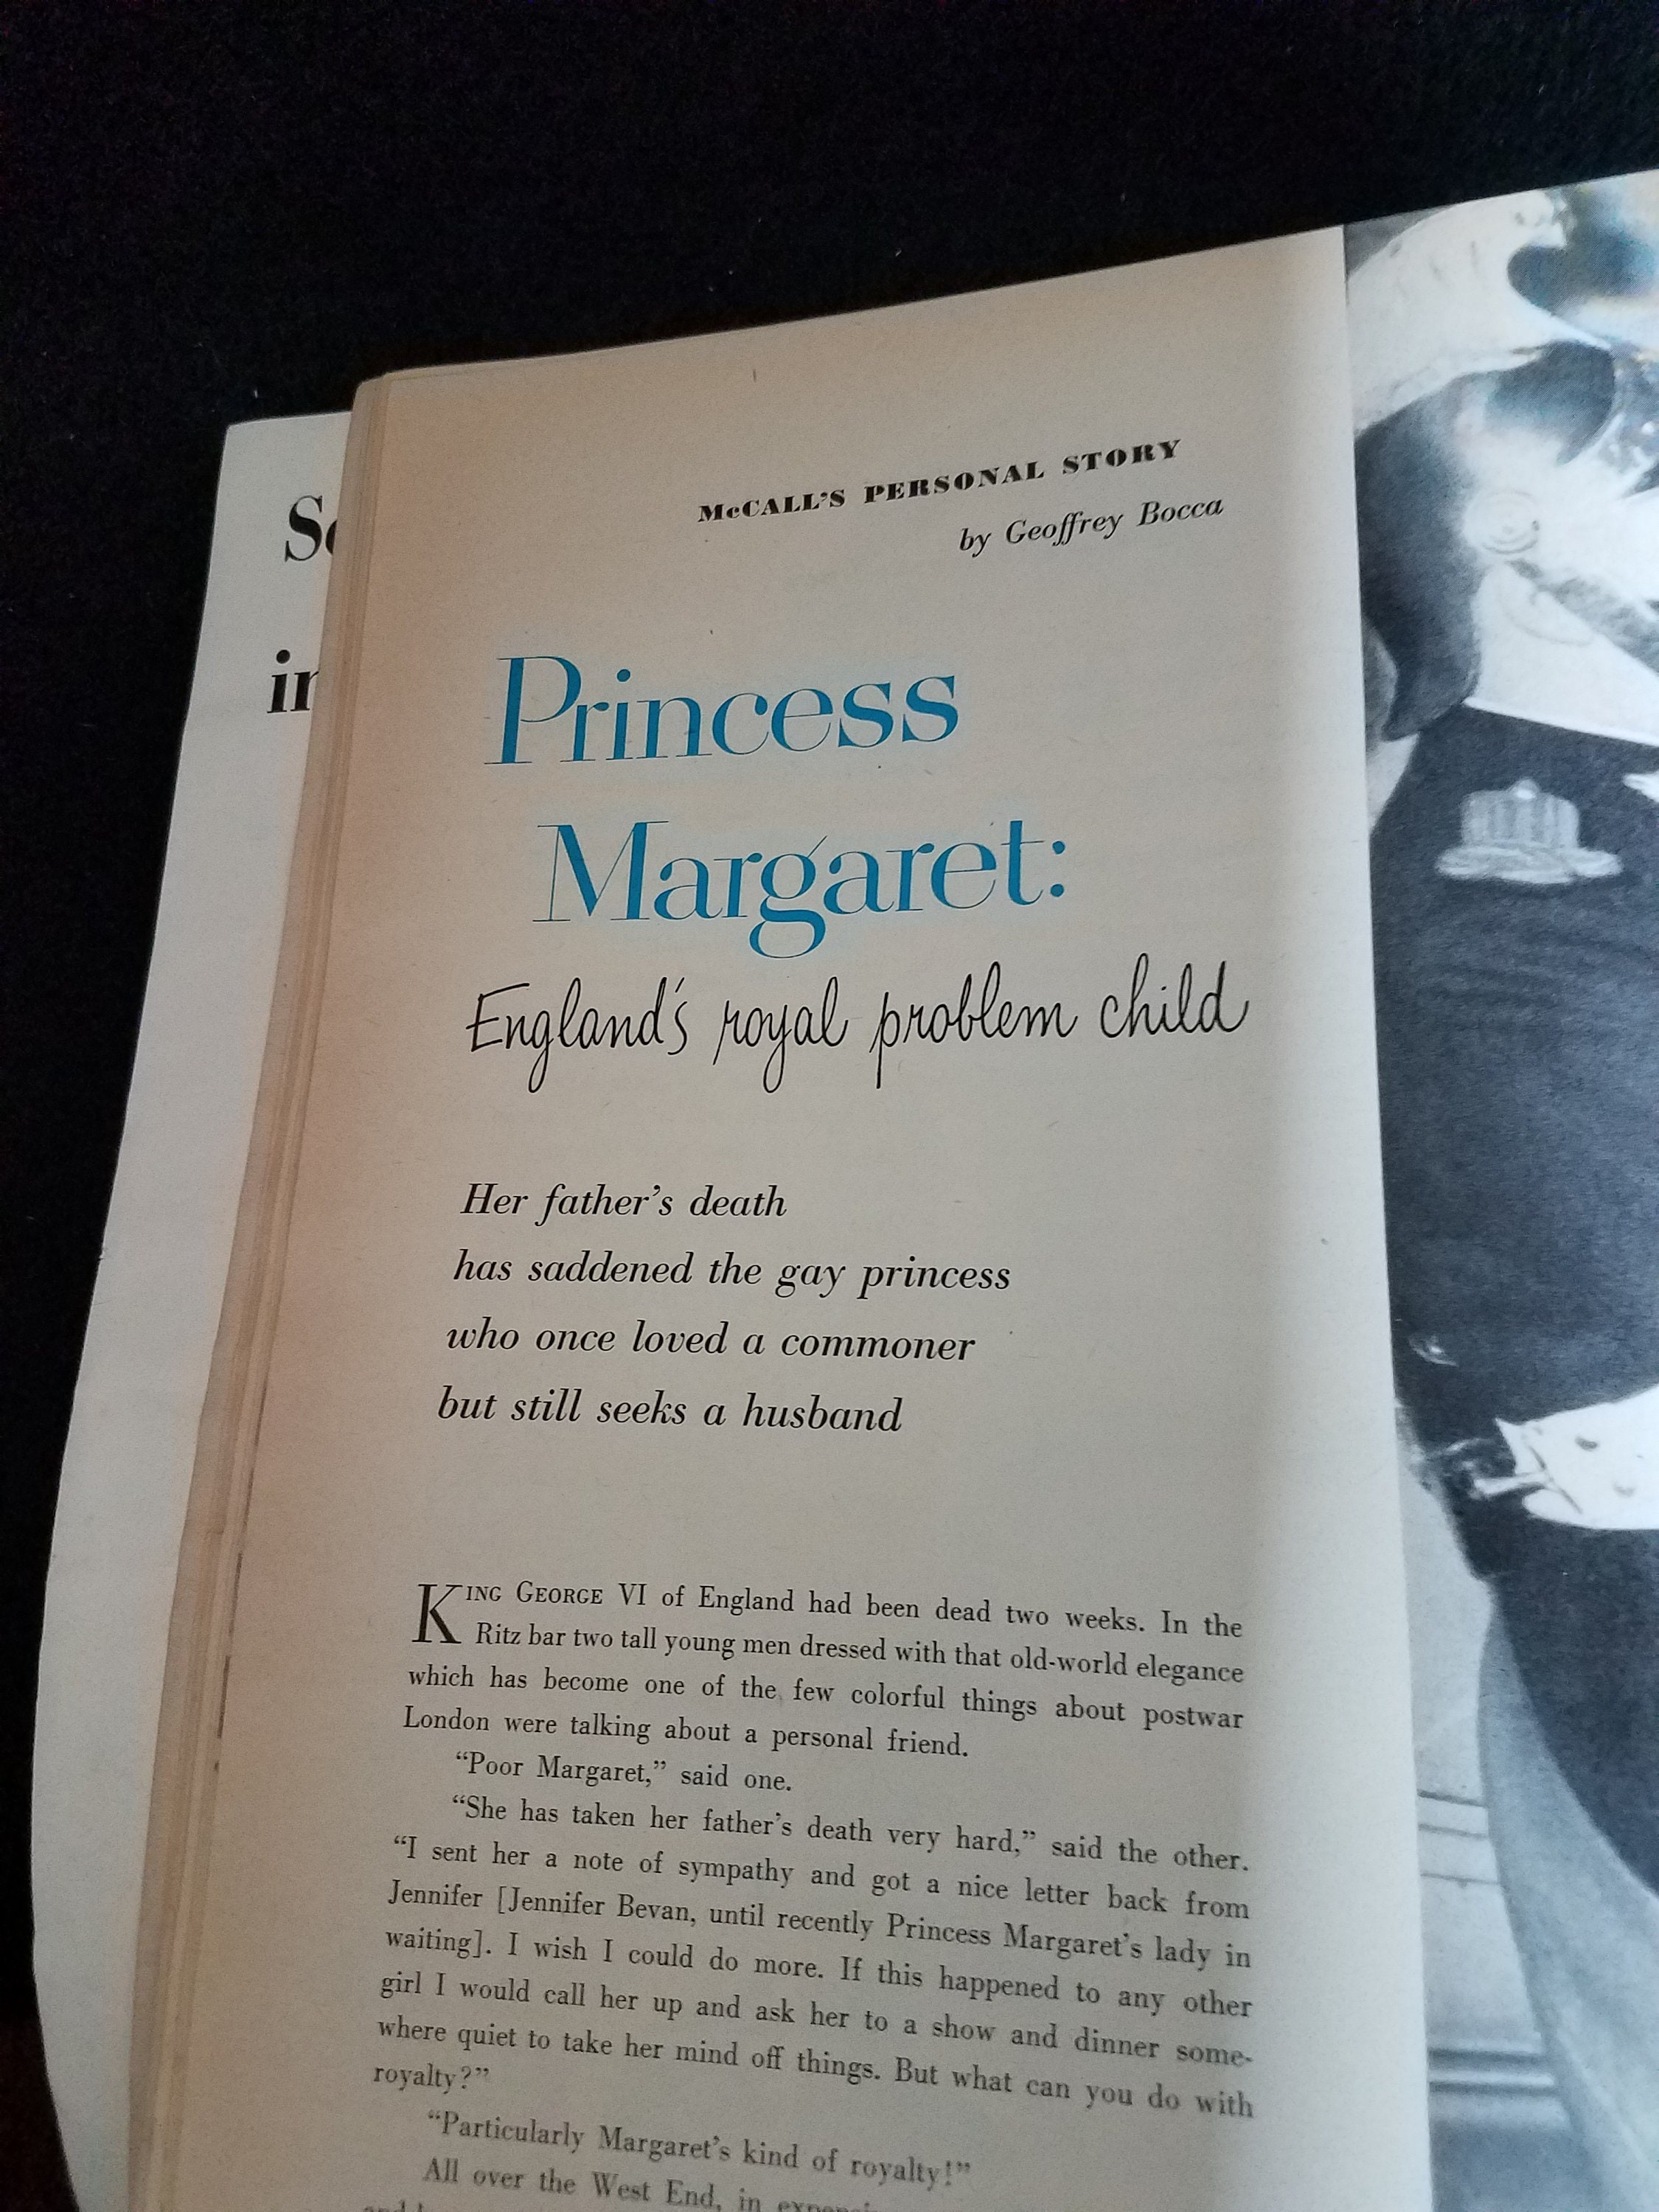 So
in
McCALL'S PERSONAL STORY
by Geoffrey Bocca
Princess
Margaret:
England's royal problem child
Her father's death
has saddened the gay princess
who once loved a commoner
but still seeks a husband
KING GEORGE VI of England had been dead two weeks. In the
Ritz bar two tall young men dressed with that old-world elegance
which has become one of the few colorful things about postwar
London were talking about a personal friend.
“Poor Margaret,” said one.
“She has taken her father's death very hard,” said the other.
“I sent her a note of sympathy and got a nice letter back from
Jennifer [Jennifer Bevan, until recently Princess Margaret's lady in
waiting]. I wish I could do more. If this happened to any other
girl I would call her up and ask her to a show and dinner some-
where quiet to take her mind off things. But what can you do with
royalty?”
“Particularly Margaret's kind of royalty!”
All over the West End, in